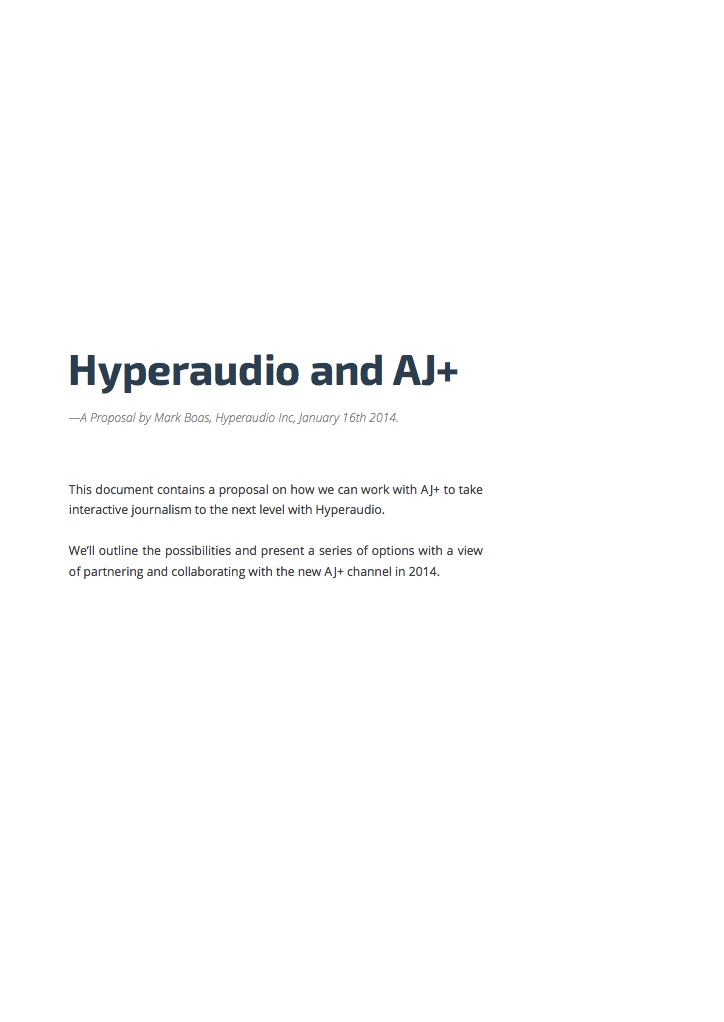 Hyperaudio and AJ+
—A Proposal by Mark Boas, Hyperaudio Inc, January 16th 2014.
This document contains a proposal on how we can work with AJ+ to take
interactive journalism to the next level with Hyperaudio.
We’ll outline the possibilities and present a series of options with a view
of partnering and collaborating with the new AJ+ channel in 2014.